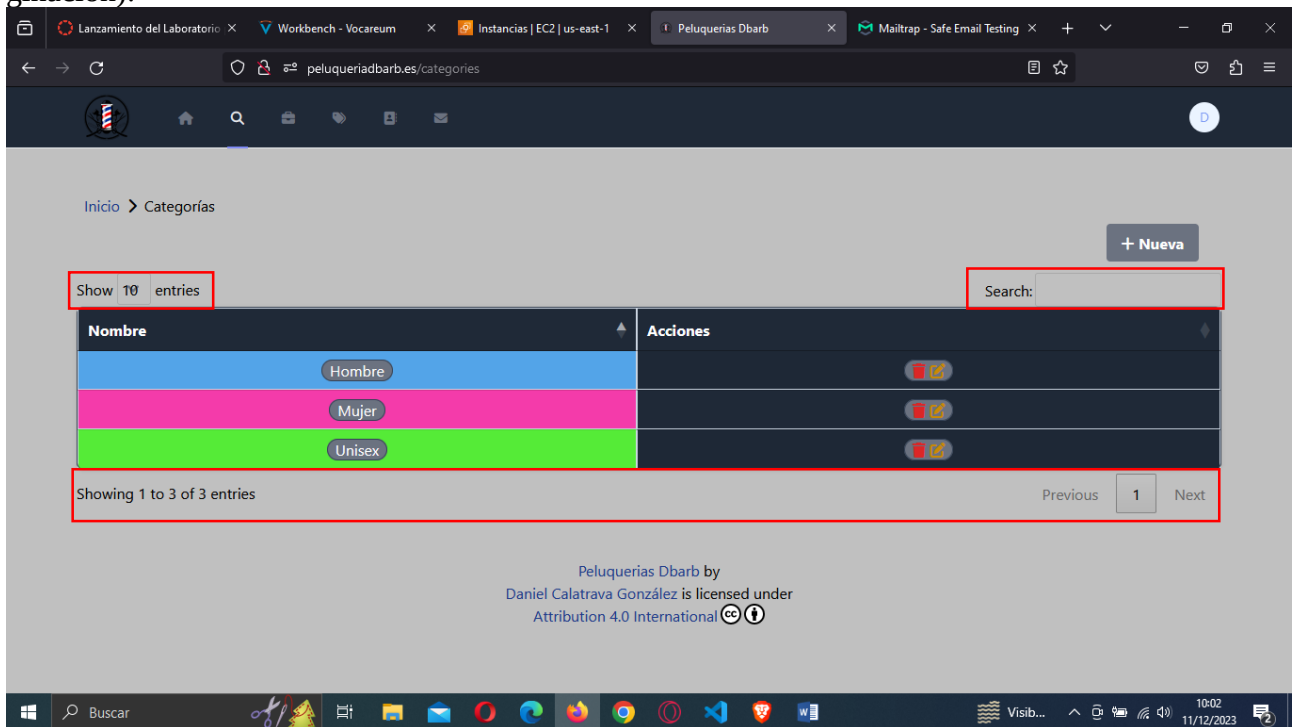 ginación).
Lanzamiento del Laboratorio
Workbench - Vocareum
Instancias | EC2 | us-east-1
Peluquerias Dbarb
Mailtrap - Safe Email Testing
peluqueriadbarb.es/categories
D
Inicio > Categorías
+ Nueva
Show 10 entries
Search:
Nombre
Acciones
Hombre
Mujer
Unisex
Showing 1 to 3 of 3 entries
Previous 1 Next
Peluquerias Dbarb by
Daniel Calatrava González is licensed under
Attribution 4.0 International
Buscar
Visib...
10:02
11/12/2023
2